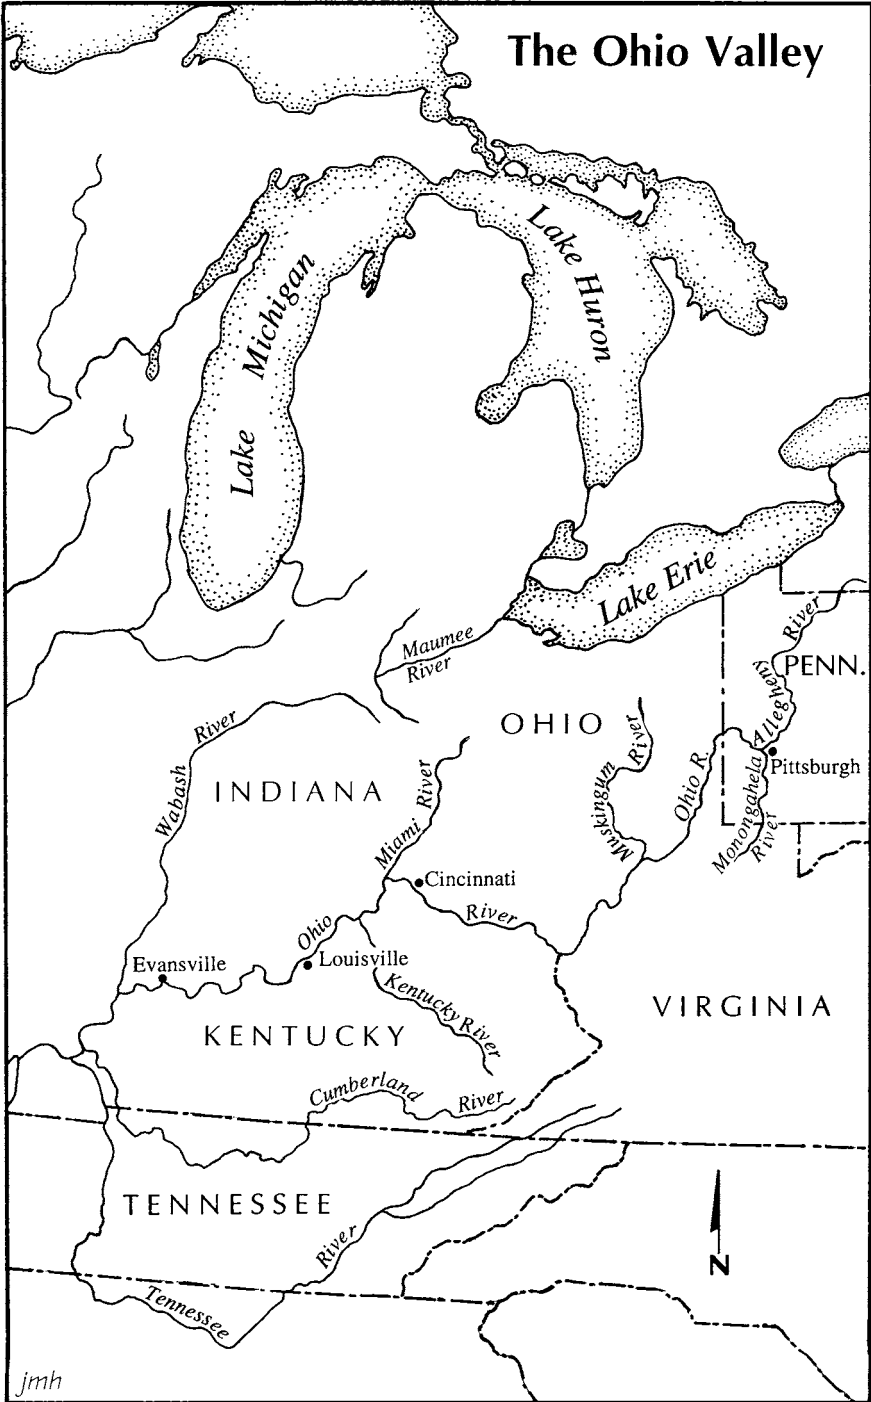 The Ohio Valley
Lake Huron
Lake Michigan
Lake Erie
Maumee
River
Allegheny River
PENN.
OHIO
Wabash River
Muskingum River
Ohio R.
Pittsburgh
Monongahela
River
INDIANA
Miami River
Cincinnati
Ohio River
Evansville
Louisville
Kentucky River
VIRGINIA
KENTUCKY
Cumberland River
TENNESSEE
Tennessee River
N
jmh